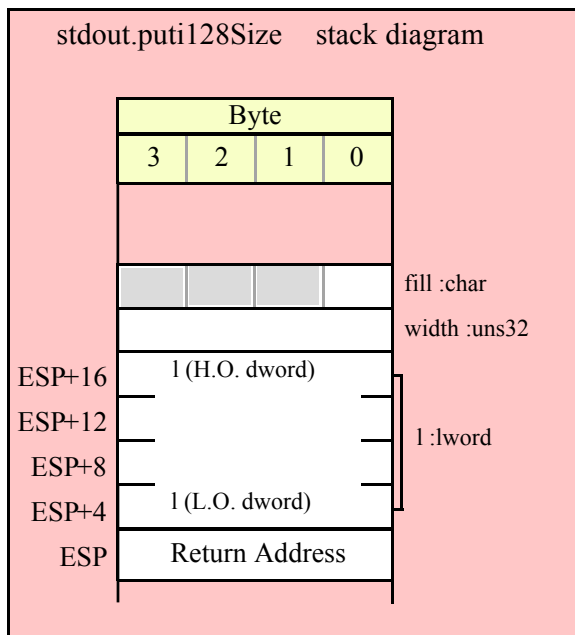 stdout.puti128Size stack diagram
Byte
3 2 1 0
fill :char
width :uns32
ESP+16 l (H.O. dword)
ESP+12
l :lword
ESP+8
ESP+4 l (L.O. dword)
ESP Return Address